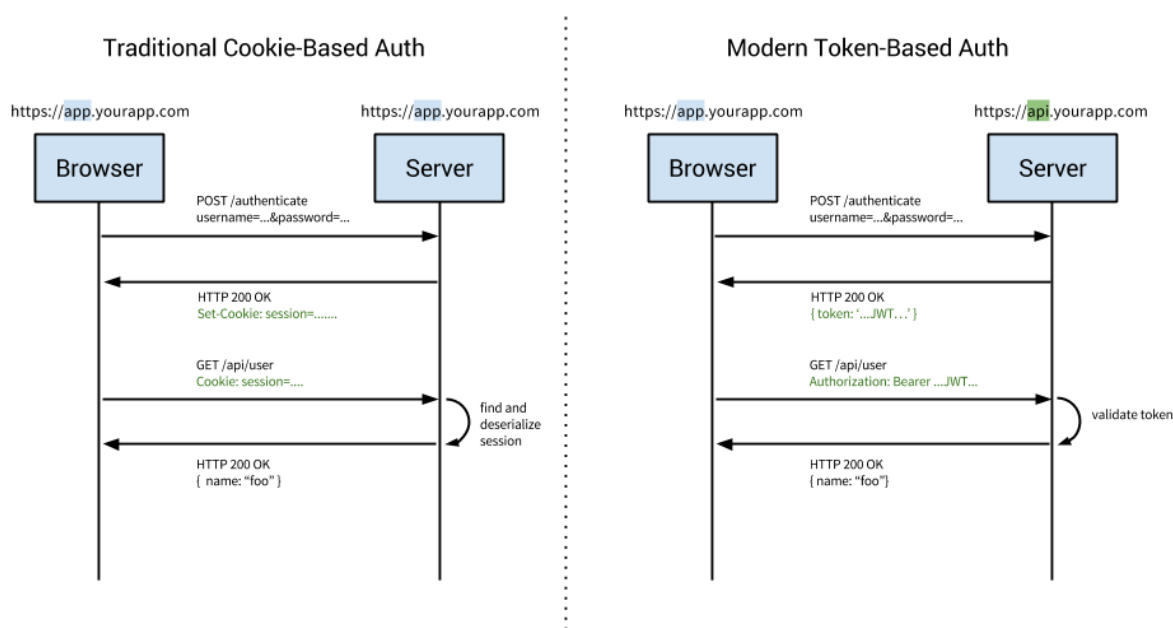 Traditional Cookie-Based Auth
https://app.yourapp.com
https://app.yourapp.com
Browser
Server
POST /authenticate
username=...&password=...
HTTP 200 OK
Set-Cookie: session=.......
GET /api/user
Cookie: session=....
find and
deserialize
session
HTTP 200 OK
{ name: “foo” }
Modern Token-Based Auth
https://app.yourapp.com
https://api.yourapp.com
Browser
Server
POST /authenticate
username=...&password=...
HTTP 200 OK
{ token: ‘...JWT...’ }
GET /api/user
Authorization: Bearer ...JWT...
validate token
HTTP 200 OK
{ name: “foo”}